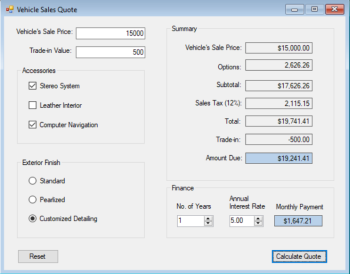 Vehicle Sales Quote
Vehicle's Sale Price: 15000
Trade-in Value: 500
Accessories
Stereo System
Leather Interior
Computer Navigation
Exterior Finish
Standard
Pearlized
Customized Detailing
Reset
Summary
Vehicle's Sale Price: $15,000.00
Options: 2,626.26
Subtotal: $17,626.26
Sales Tax (12%): 2,115.15
Total: $19,741.41
Trade-in: -500.00
Amount Due: $19,241.41
Finance
No. of Years
Annual
Interest Rate
Monthly Payment
1
5.00
$1,647.21
Calculate Quote